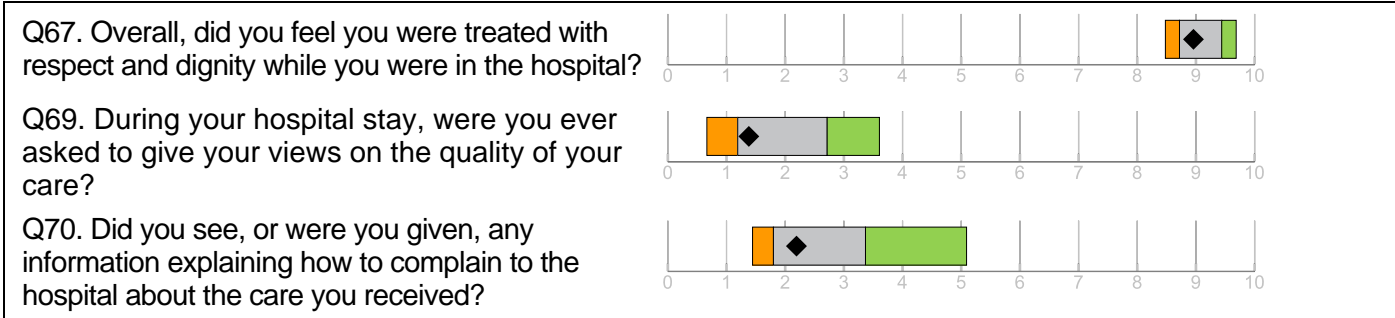 Q67. Overall, did you feel you were treated with
respect and dignity while you were in the hospital?
0 1 2 3 4 5 6 7 8 9 10
Q69. During your hospital stay, were you ever
asked to give your views on the quality of your
care?
0 1 2 3 4 5 6 7 8 9 10
Q70. Did you see, or were you given, any
information explaining how to complain to the
hospital about the care you received?
0 1 2 3 4 5 6 7 8 9 10